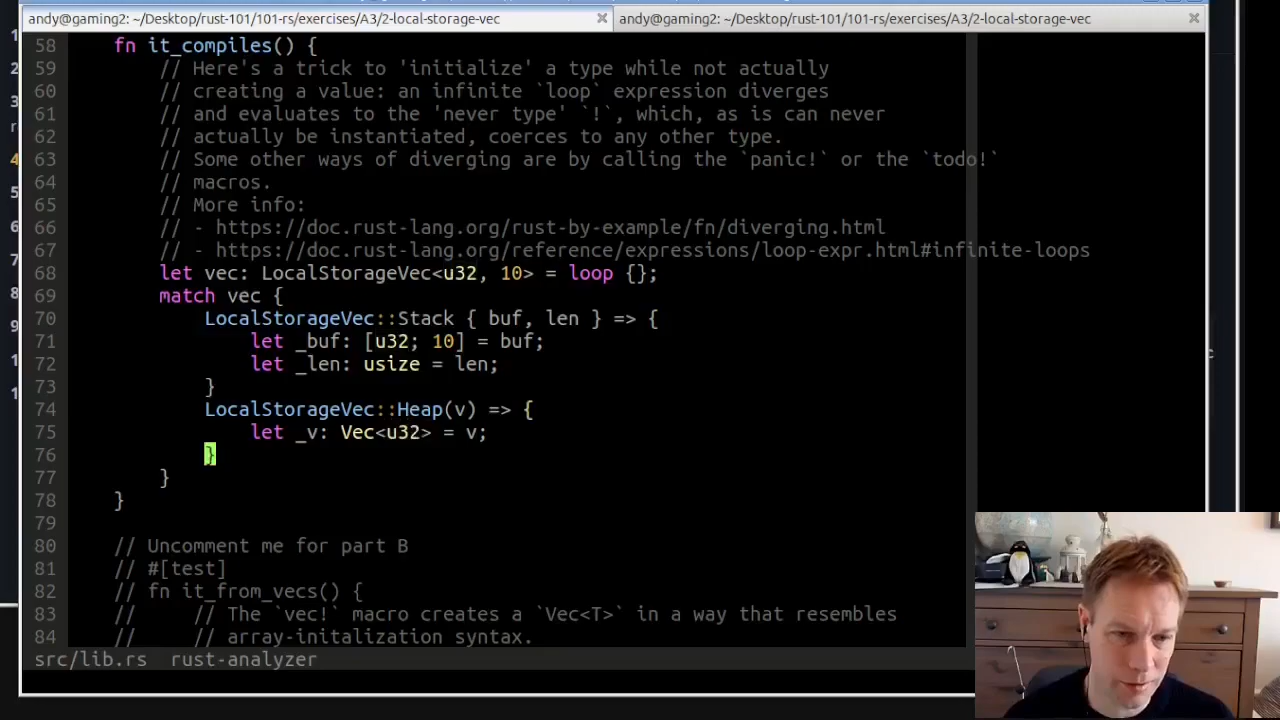 andy@gaming2: ~/Desktop/rust-101/101-rs/exercises/A3/2-local-storage-vec
andy@gaming2: ~/Desktop/rust-101/101-rs/exercises/A3/2-local-storage-vec
58 fn it_compiles() {
59 // Here's a trick to 'initialize' a type while not actually
60 // creating a value: an infinite `loop` expression diverges
61 // and evaluates to the 'never type' `!`, which, as is can never
62 // actually be instantiated, coerces to any other type.
63 // Some other ways of diverging are by calling the `panic!` or the `todo!`
64 // macros.
65 // More info:
66 // - https://doc.rust-lang.org/rust-by-example/fn/diverging.html
67 // - https://doc.rust-lang.org/reference/expressions/loop-expr.html#infinite-loops
68 let vec: LocalStorageVec<u32, 10> = loop {};
69 match vec {
70 LocalStorageVec::Stack { buf, len } => {
71 let _buf: [u32; 10] = buf;
72 let _len: usize = len;
73 }
74 LocalStorageVec::Heap(v) => {
75 let _v: Vec<u32> = v;
76 }
77 }
78 }
79
80 // Uncomment me for part B
81 // #[test]
82 // fn it_from_vecs() {
83 // // The `vec!` macro creates a `Vec<T>` in a way that resembles
84 // // array-initalization syntax.
src/lib.rs rust-analyzer